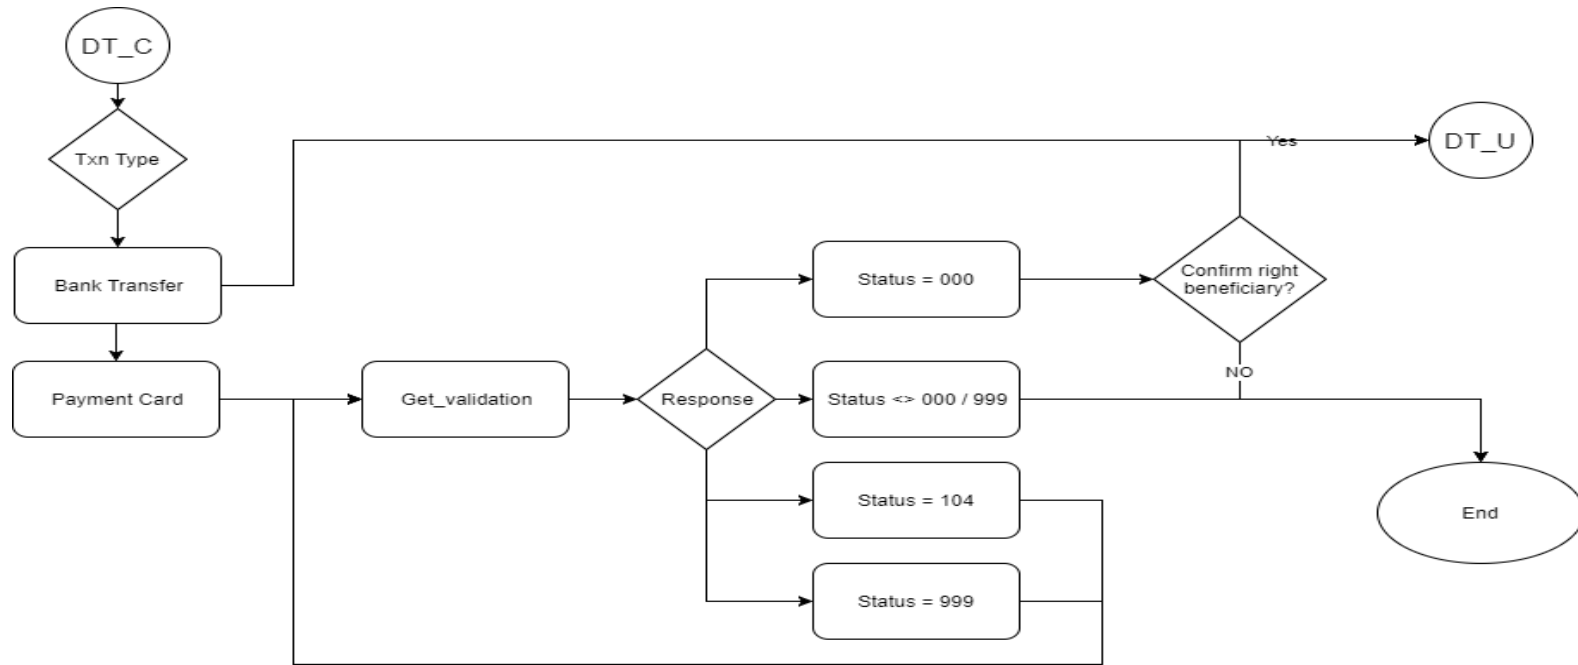 DT_C
Txn Type
Yes
DT_U
Bank Transfer
Status = 000
Confirm right
beneficiary?
NO
Payment Card
Get_validation
Response
Status <> 000 / 999
Status = 104
End
Status = 999